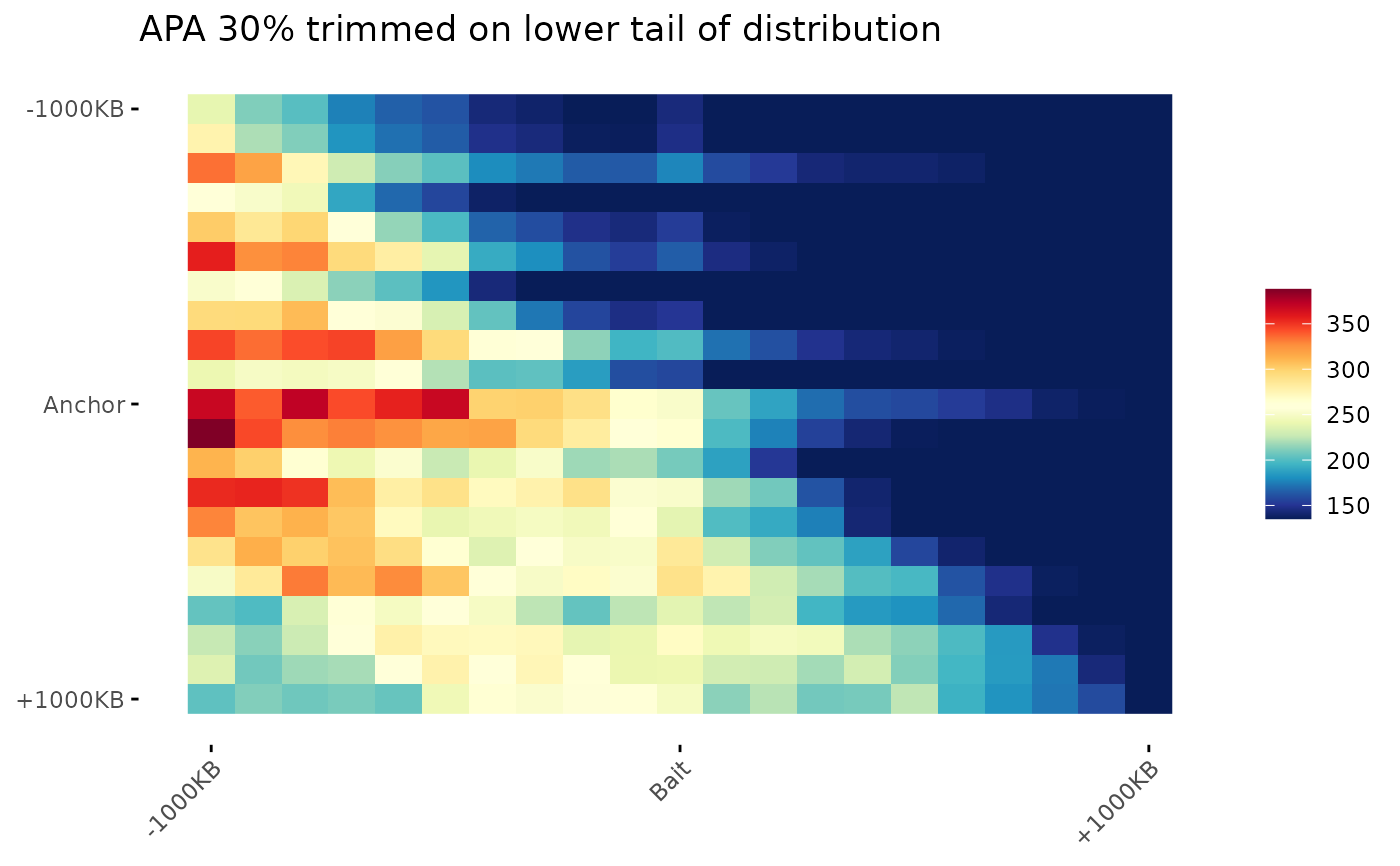 APA 30% trimmed on lower tail of distribution
-1000KB
Anchor
+1000KB
350
300
250
200
150
-1000KB
Bait
+1000KB